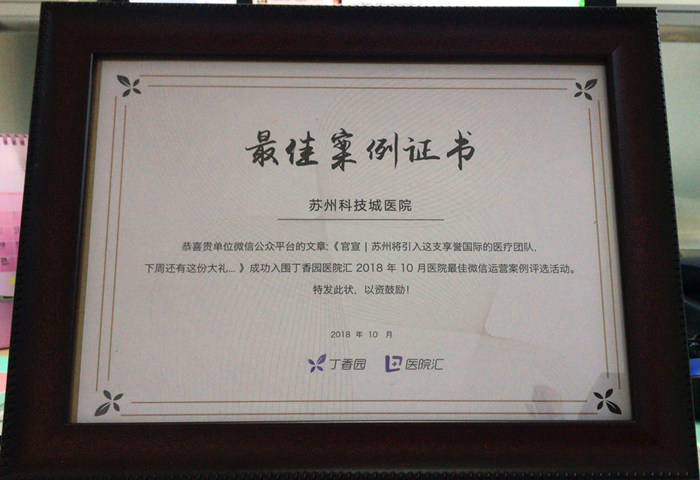 最佳案例证书
苏州科技城医院
恭喜贵单位微信公众平台的文章:《官宣 | 苏州将引入这支享誉国际的医疗团队,
下周还有这份大礼... 》成功入围丁香园医院汇 2018 年 10 月医院最佳微信运营案例评选活动。
特发此状、以资鼓励!
2018 年 10 月
丁香园 医院汇